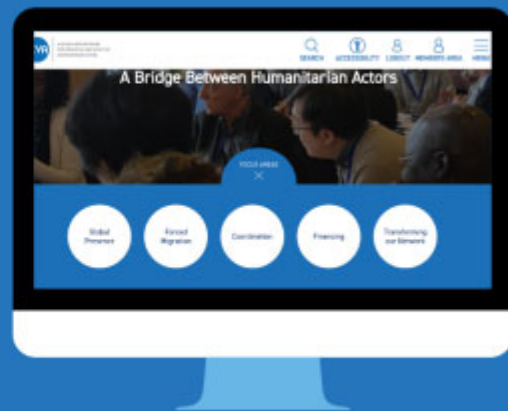 SEARCH
ACCESSIBILITY
LOGOUT
MEMBERS AREA
MENU
A Bridge Between Humanitarian Actors
FOCUS AREAS
Global
Presence
Forced
Migration
Coordination
Financing
Transforming
our Network